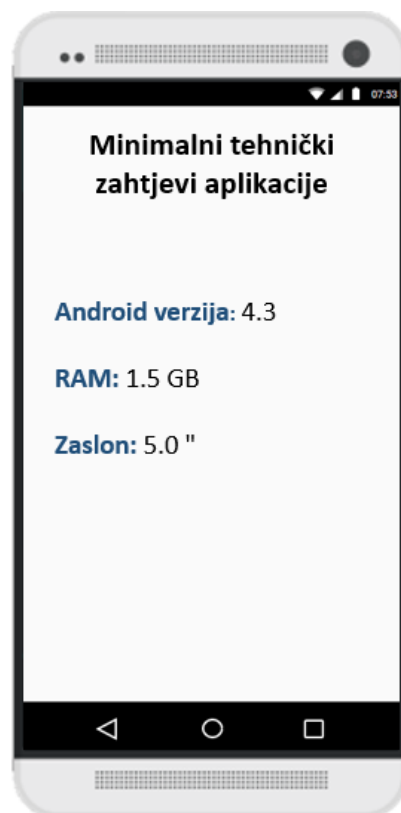 07:53
Minimalni tehnički
zahtjevi aplikacije
Android verzija: 4.3
RAM: 1.5 GB
Zaslon: 5.0 "